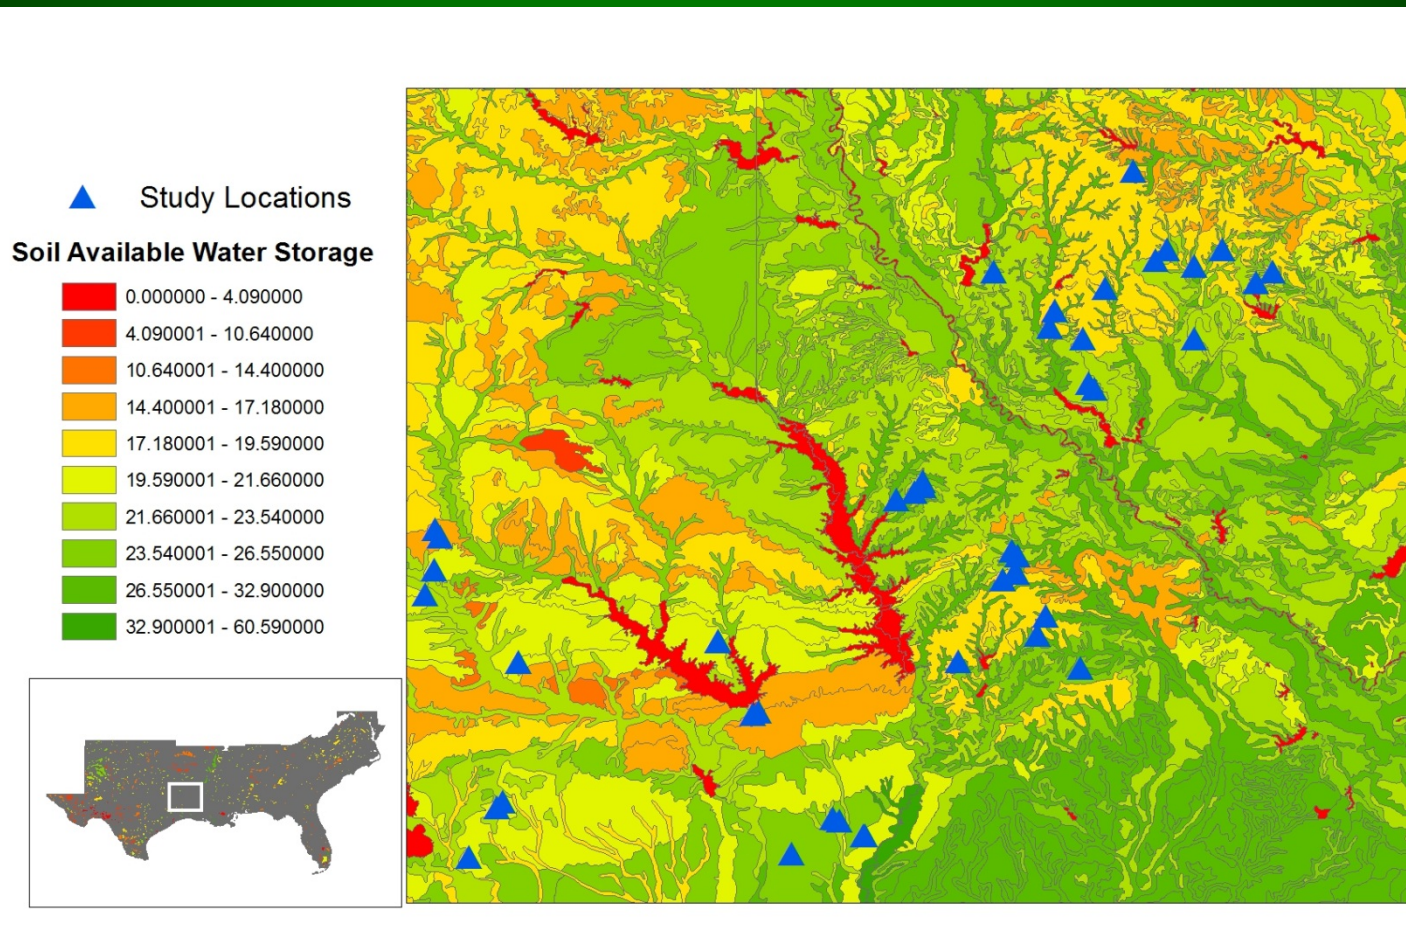 Study Locations
Soil Available Water Storage
0.000000 - 4.090000
4.090001 - 10.640000
10.640001 - 14.400000
14.400001 - 17.180000
17.180001 - 19.590000
19.590001 - 21.660000
21.660001 - 23.540000
23.540001 - 26.550000
26.550001 - 32.900000
32.900001 - 60.590000